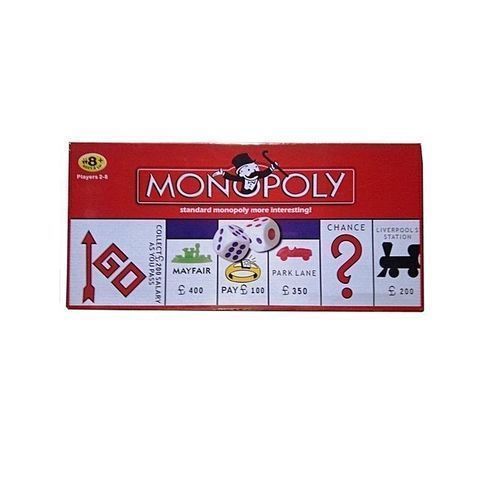 8+
Players 2-8
MONOPOLY
standard monopoly more interesting!
GO
COLLECT £200 SALARY
AS YOU PASS
MAYFAIR
£ 400
PAY £ 100
PARK LANE
£ 350
CHANCE
?
LIVERPOOL S
STATION
£ 200